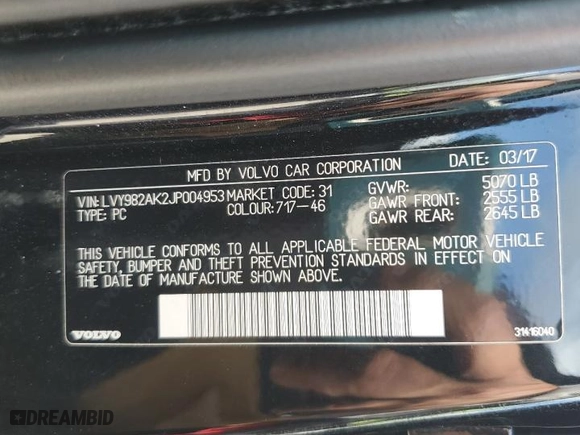 MFD BY VOLVO CAR CORPORATION DATE: 03/17
VIN: LVY982AK2JP004953 MARKET CODE: 31 GVWR: 5070 LB
TYPE: PC COLOUR: 717-46 GAWR FRONT: 2555 LB
GAWR REAR: 2645 LB
THIS VEHICLE CONFORMS TO ALL APPLICABLE FEDERAL MOTOR VEHICLE
SAFETY, BUMPER AND THEFT PREVENTION STANDARDS IN EFFECT ON
THE DATE OF MANUFACTURE SHOWN ABOVE.
VOLVO 31416040
DREAMBID